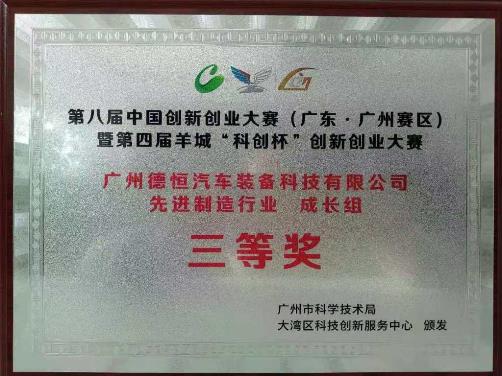 第八届中国创新创业大赛（广东·广州赛区）
暨第四届羊城“科创杯”创新创业大赛
广州德恒汽车装备科技有限公司
先进制造行业 成长组
三等奖
广州市科学技术局
大湾区科技创新服务中心 颁发